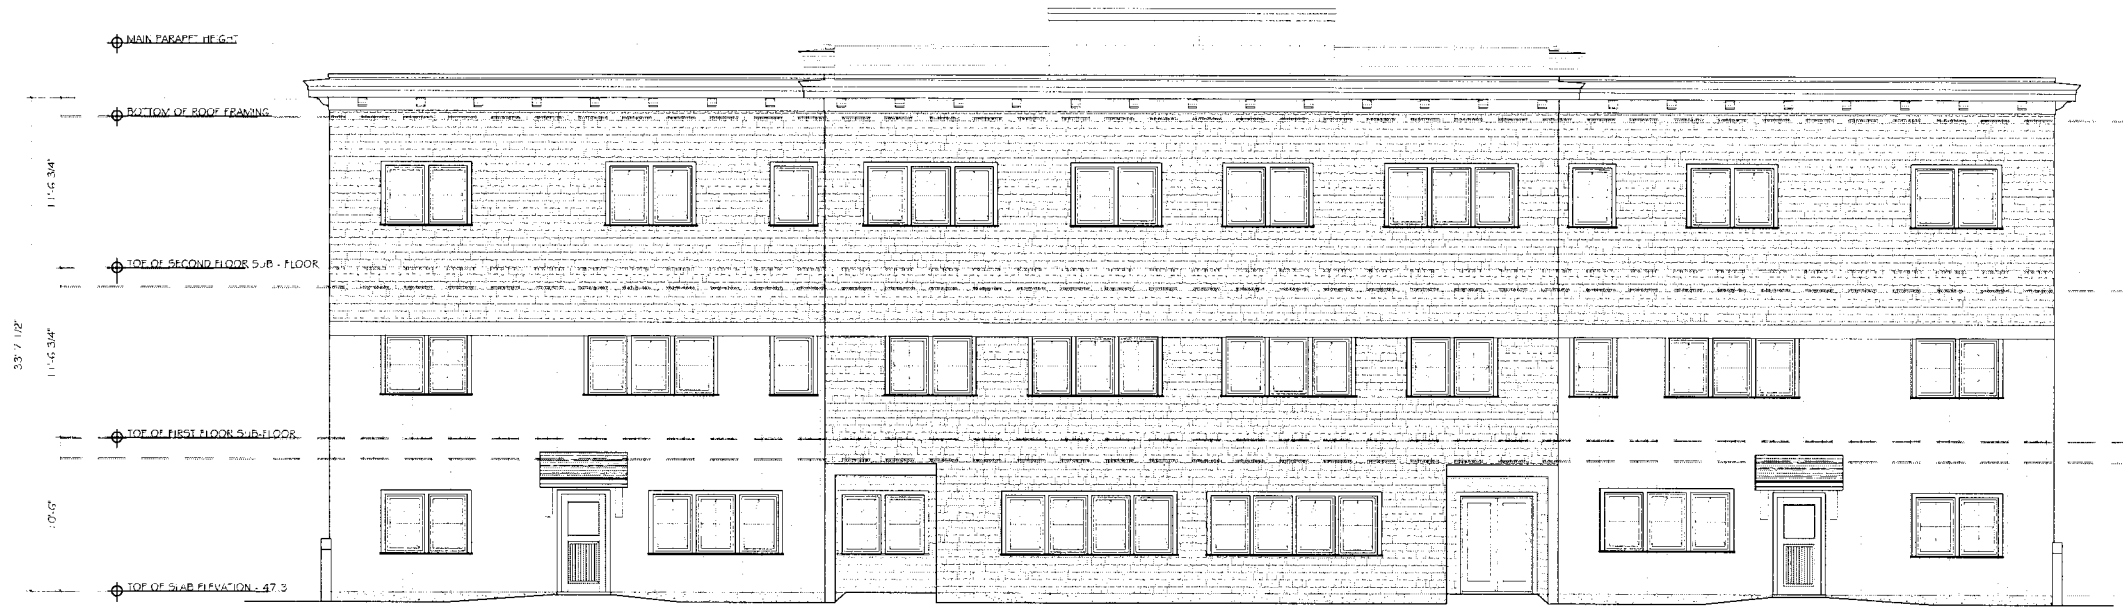 MAIN PARAPET HEIGHT
BOTTOM OF ROOF FRAMING
11'-6 3/4"
TOP OF SECOND FLOOR SUB - FLOOR
33'-7 1/2"
11'-6 3/4"
TOP OF FIRST FLOOR SUB-FLOOR
10'-6"
TOP OF SLAB ELEVATION - 47.3